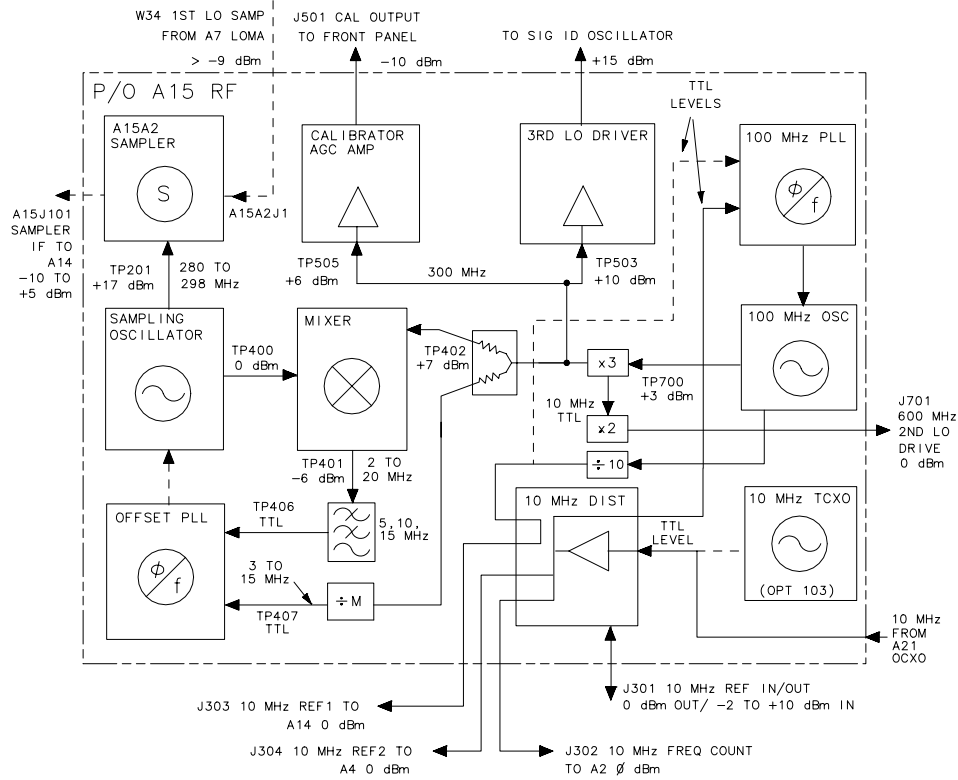 W34 1ST LO SAMP
FROM A7 LOMA
> -9 dBm
J501 CAL OUTPUT
TO FRONT PANEL
-10 dBm
TO SIG ID OSCILLATOR
+15 dBm
P/O A15 RF
TTL
LEVELS
A15A2
SAMPLER
S
A15A2J1
CALIBRATOR
AGC AMP
3RD LO DRIVER
100 MHz PLL
Φ/f
A15J101
SAMPLER
IF TO
A14
-10 TO
+5 dBm
TP201
+17 dBm
280 TO
298 MHz
TP505
+6 dBm
300 MHz
TP503
+10 dBm
SAMPLING
OSCILLATOR
TP400
0 dBm
MIXER
TP402
+7 dBm
x3
TP700
+3 dBm
100 MHz OSC
10 MHz
TTL
x2
J701
600 MHz
2ND LO
DRIVE
0 dBm
TP401
-6 dBm
2 TO
20 MHz
÷10
OFFSET PLL
Φ/f
TP406
TTL
5,10,
15 MHz
10 MHz DIST
TTL
LEVEL
10 MHz TCXO
(OPT 103)
3 TO
15 MHz
÷M
TP407
TTL
10 MHz
FROM
A21
OCXO
J303 10 MHz REF1 TO
A14 0 dBm
J301 10 MHz REF IN/OUT
0 dBm OUT/ -2 TO +10 dBm IN
J304 10 MHz REF2 TO
A4 0 dBm
J302 10 MHz FREQ COUNT
TO A2 Ø dBm